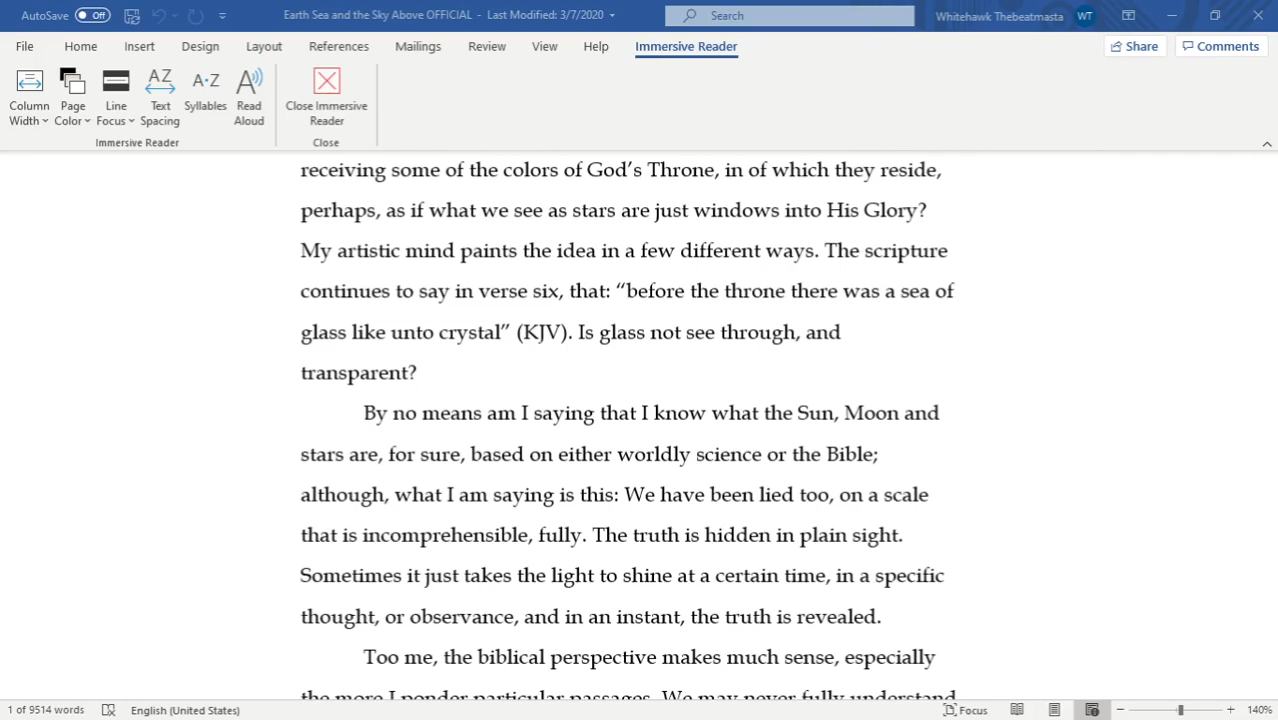 AutoSave Off Earth Sea and the Sky Above OFFICIAL - Last Modified: 3/7/2020 Search Whitehawk Thebeatmasta WT
File Home Insert Design Layout References Mailings Review View Help Immersive Reader Share Comments
Column Width Page Color Line Focus Text Spacing Syllables Read Aloud Close Immersive Reader
Immersive Reader Close
receiving some of the colors of God’s Throne, in of which they reside,
perhaps, as if what we see as stars are just windows into His Glory?
My artistic mind paints the idea in a few different ways. The scripture
continues to say in verse six, that: “before the throne there was a sea of
glass like unto crystal” (KJV). Is glass not see through, and
transparent?
By no means am I saying that I know what the Sun, Moon and
stars are, for sure, based on either worldly science or the Bible;
although, what I am saying is this: We have been lied too, on a scale
that is incomprehensible, fully. The truth is hidden in plain sight.
Sometimes it just takes the light to shine at a certain time, in a specific
thought, or observance, and in an instant, the truth is revealed.
Too me, the biblical perspective makes much sense, especially
the more I ponder particular passages. We may never fully understand
1 of 9514 words English (United States) Focus 140%